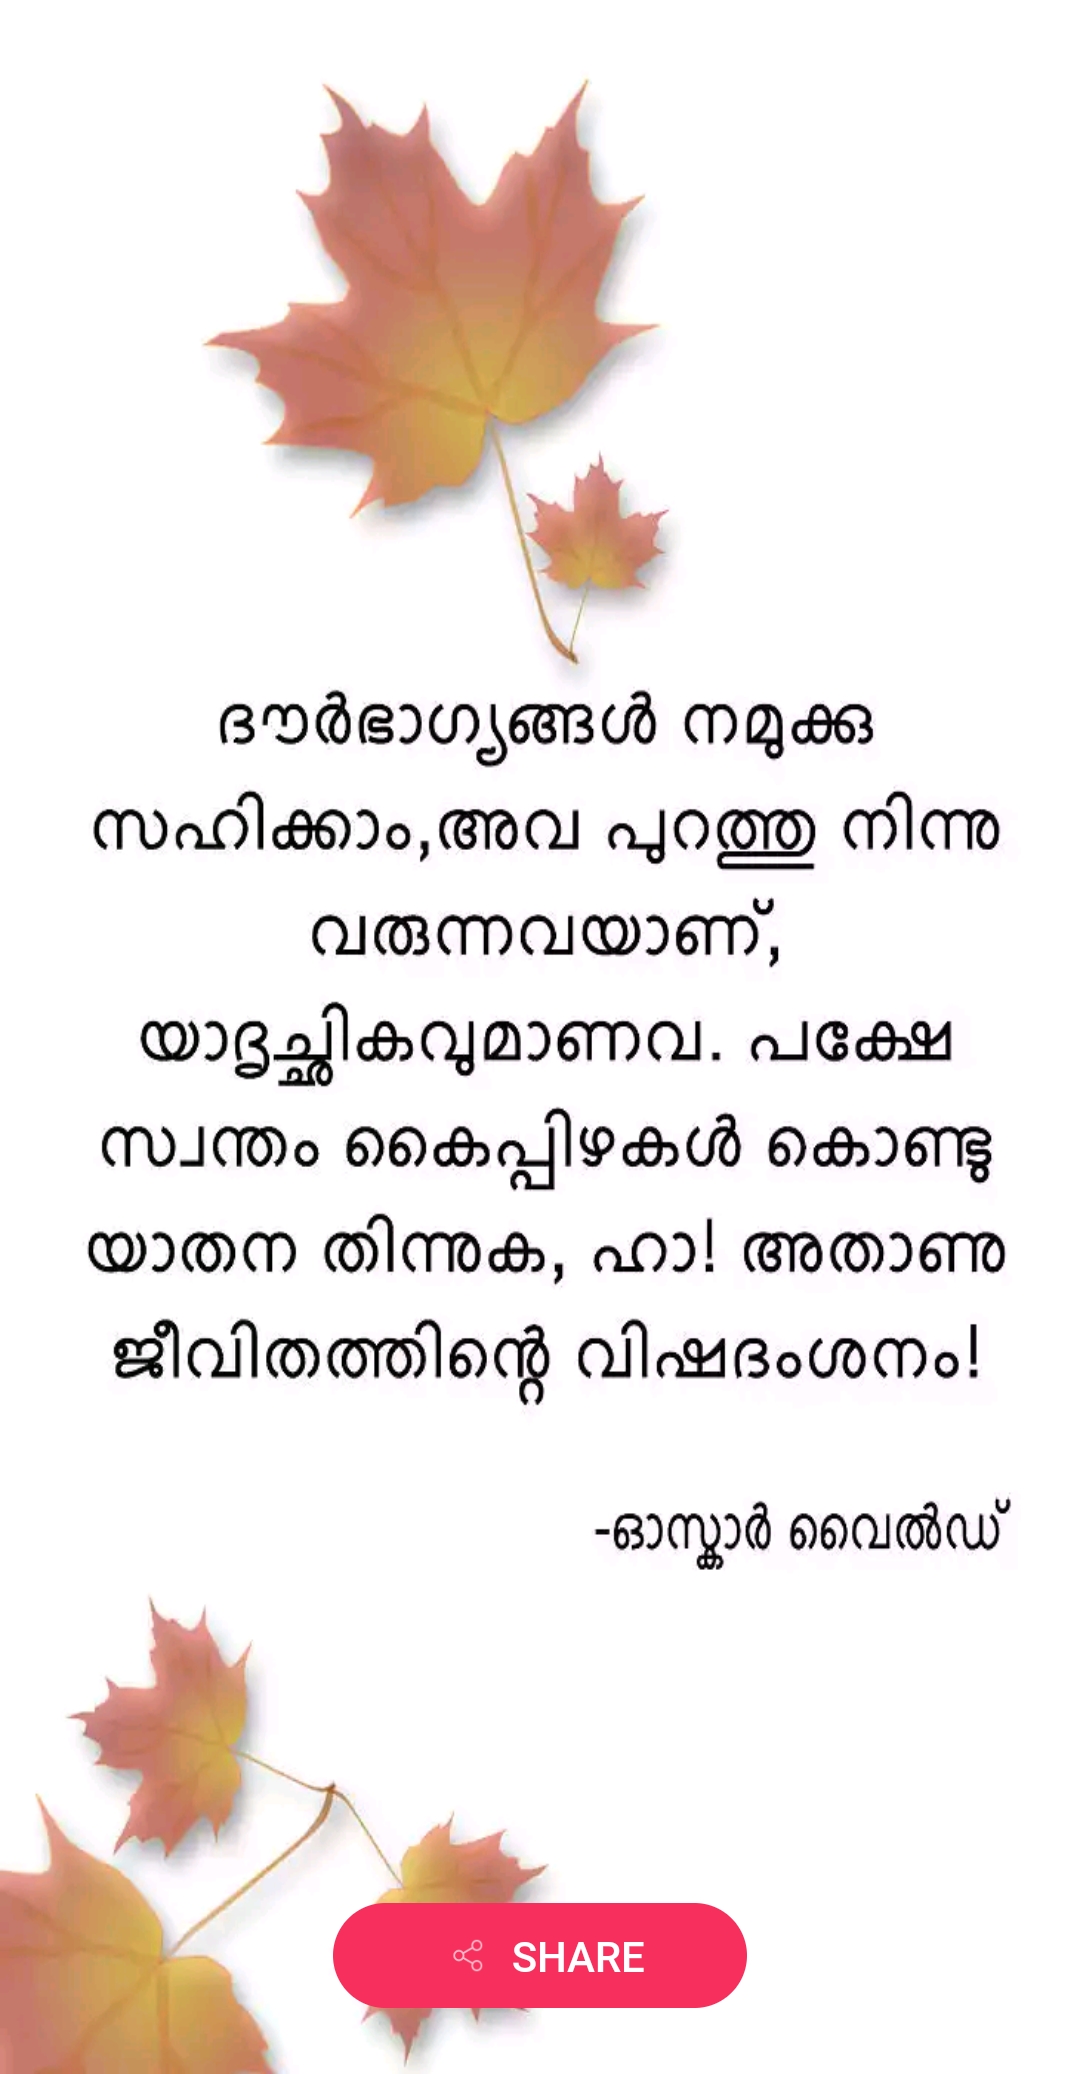 ദൗർഭാഗ്യങ്ങൾ നമുക്കു
സഹിക്കാം,അവ പുറത്തു നിന്നു
വരുന്നവയാണ്,
യാദൃച്ഛികവുമാണവ. പക്ഷേ
സ്വന്തം കൈപ്പിഴകൾ കൊണ്ടു
യാതന തിന്നുക, ഹാ! അതാണു
ജീവിതത്തിന്റെ വിഷദംശനം!
-ഓസ്കാർ വൈൽഡ്
SHARE